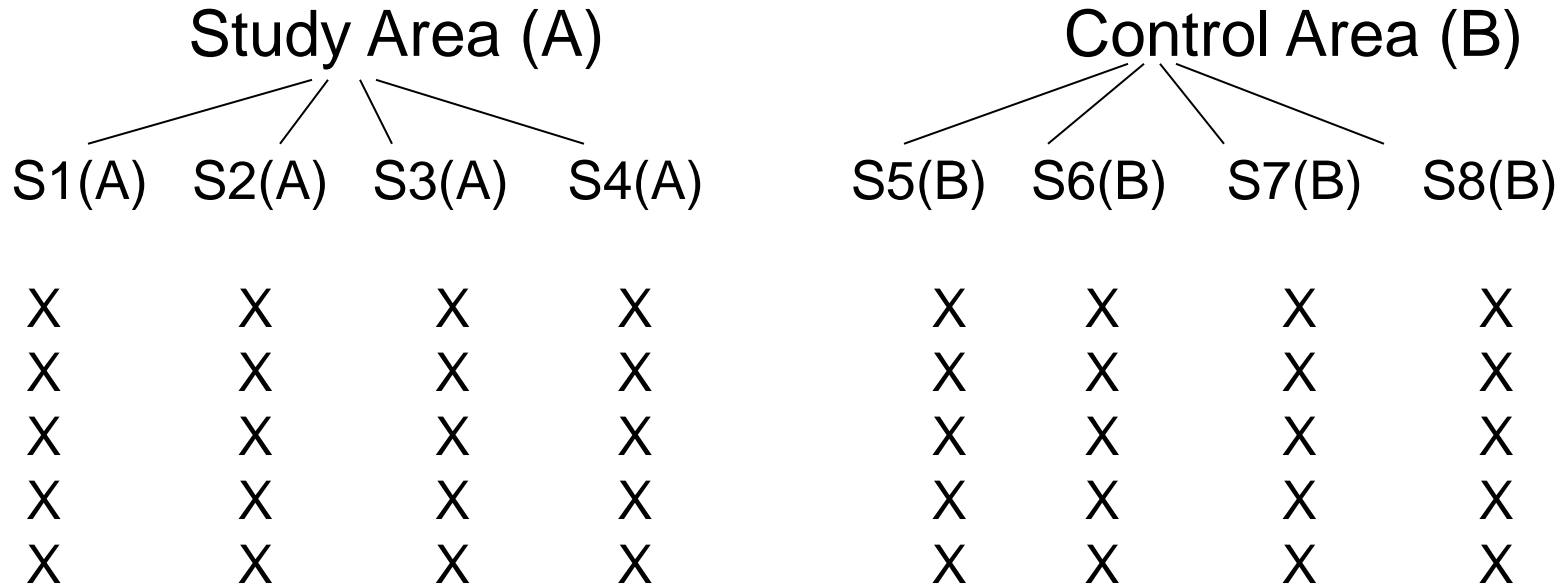 Study Area (A) Control Area (B)
S1(A) S2(A) S3(A) S4(A) S5(B) S6(B) S7(B) S8(B)
X X X X X X X X
X X X X X X X X
X X X X X X X X
X X X X X X X X
X X X X X X X X